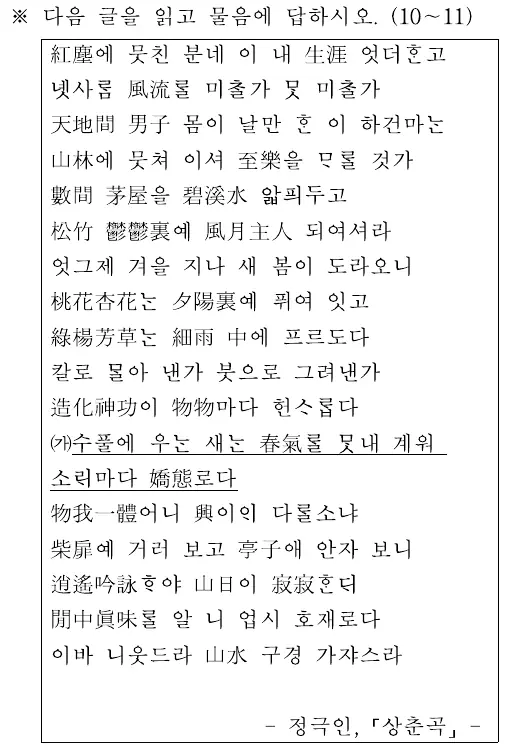 ※ 다음 글을 읽고 물음에 답하시오. (10～11)
紅塵에 뭇친 분네 이 내 生涯 엇더ᄒᆞᆫ고
녯사ᄅᆞᆷ 風流ᄅᆞᆯ 미ᄎᆞᆯ가 ᄆᆞᆺ 미ᄎᆞᆯ가
天地間 男子 몸이 날만 ᄒᆞᆫ 이 하건마ᄂᆞᆫ
山林에 뭇쳐 이셔 至樂을 ᄆᆞᄅᆞᆯ 것가
數間 茅屋을 碧溪水 앏픠두고
松竹 鬱鬱裏예 風月主人 되여셔라
엇그제 겨을 지나 새 봄이 도라오니
桃花杏花ᄂᆞᆫ 夕陽裏예 퓌여 잇고
綠楊芳草ᄂᆞᆫ 細雨 中에 프르도다
칼로 ᄆᆞᆯ아 낸가 붓으로 그려낸가
造化神功이 物物마다 헌ᄉᆞ롭다
㈎수풀에 우ᄂᆞᆫ 새ᄂᆞᆫ 春氣ᄅᆞᆯ ᄆᆞᆺ내 계워
소ᄅᆡ마다 嬌態로다
物我一體어니 興이ᄋᆡ 다ᄅᆞᆯ소냐
柴扉예 거러 보고 亭子애 안자 보니
逍遙吟詠ᄒᆞ야 山日이 寂寂ᄒᆞᆫᄃᆡ
閒中眞味ᄅᆞᆯ 알 니 업시 호재로다
이바 니웃드라 山水 구경 가쟈스라
- 정극인,「상춘곡」-